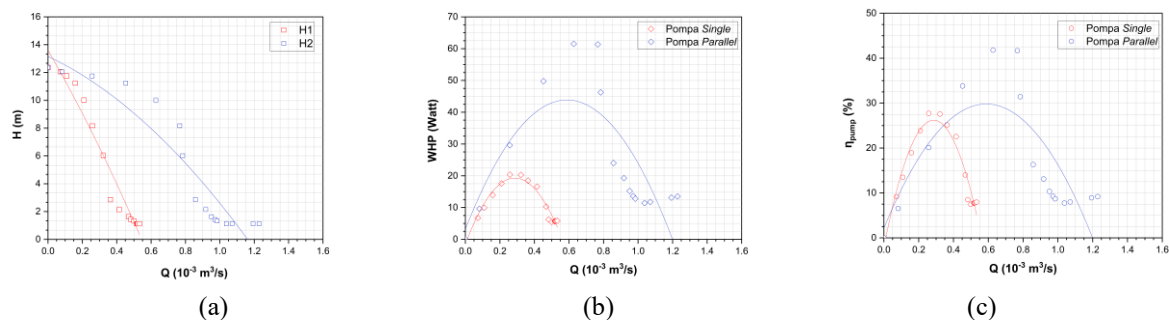 16
14
12
10
8
6
4
2
0
0.0 0.2 0.4 0.6 0.8 1.0 1.2 1.4 1.6
H (m)
Q (10⁻³ m³/s)
H1
H2
(a)
70
60
50
40
30
20
10
0
0.0 0.2 0.4 0.6 0.8 1.0 1.2 1.4 1.6
WHP (Watt)
Q (10⁻³ m³/s)
Pompa Single
Pompa Parallel
(b)
50
40
30
20
10
0
0.0 0.2 0.4 0.6 0.8 1.0 1.2 1.4 1.6
ηpump (%)
Q (10⁻³ m³/s)
Pompa Single
Pompa Parallel
(c)